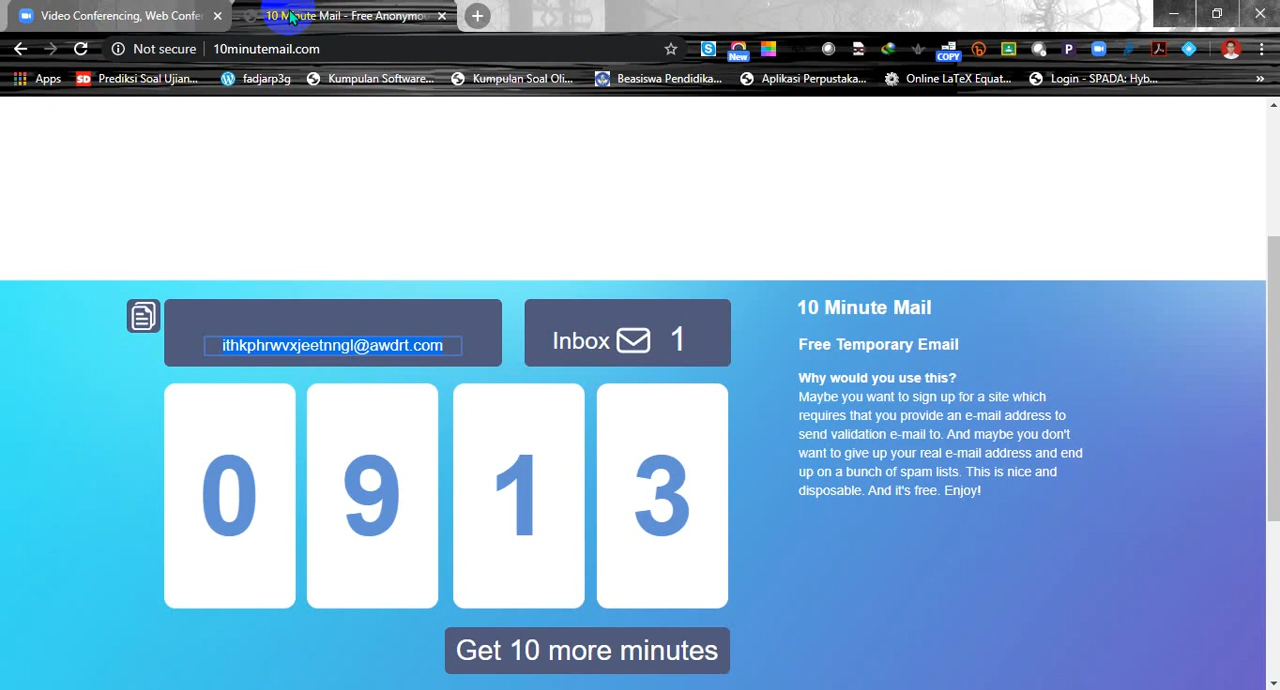 Video Conferencing, Web Confer
10 Minute Mail - Free Anonymou
Not secure
10minutemail.com
New
COPY
Apps
Prediksi Soal Ujian...
fadjarp3g
Kumpulan Software...
Kumpulan Soal Oli...
Beasiswa Pendidika...
Aplikasi Perpustaka...
Online LaTeX Equat...
Login - SPADA: Hyb...
ithkphrwvxjeetnngl@awdrt.com
Inbox 1
0 9 1 3
Get 10 more minutes
10 Minute Mail
Free Temporary Email
Why would you use this?
Maybe you want to sign up for a site which
requires that you provide an e-mail address to
send validation e-mail to. And maybe you don't
want to give up your real e-mail address and end
up on a bunch of spam lists. This is nice and
disposable. And it's free. Enjoy!